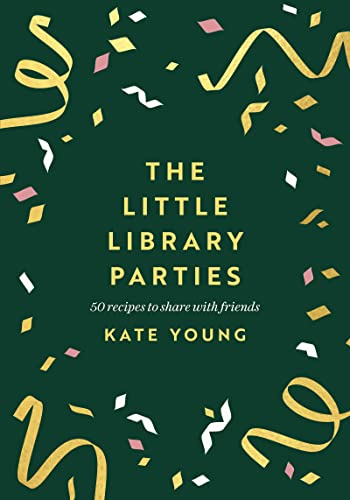 THE
LITTLE
LIBRARY
PARTIES
50 recipes to share with friends
KATE YOUNG